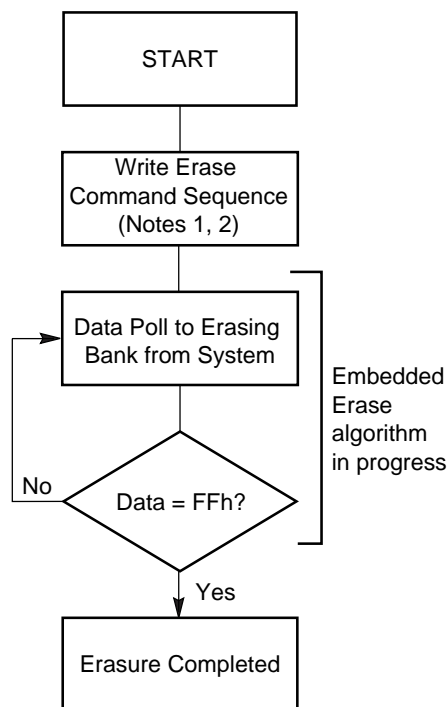 START
Write Erase
Command Sequence
(Notes 1, 2)
Data Poll to Erasing
Bank from System
Embedded
Erase
algorithm
in progress
No
Data = FFh?
Yes
Erasure Completed